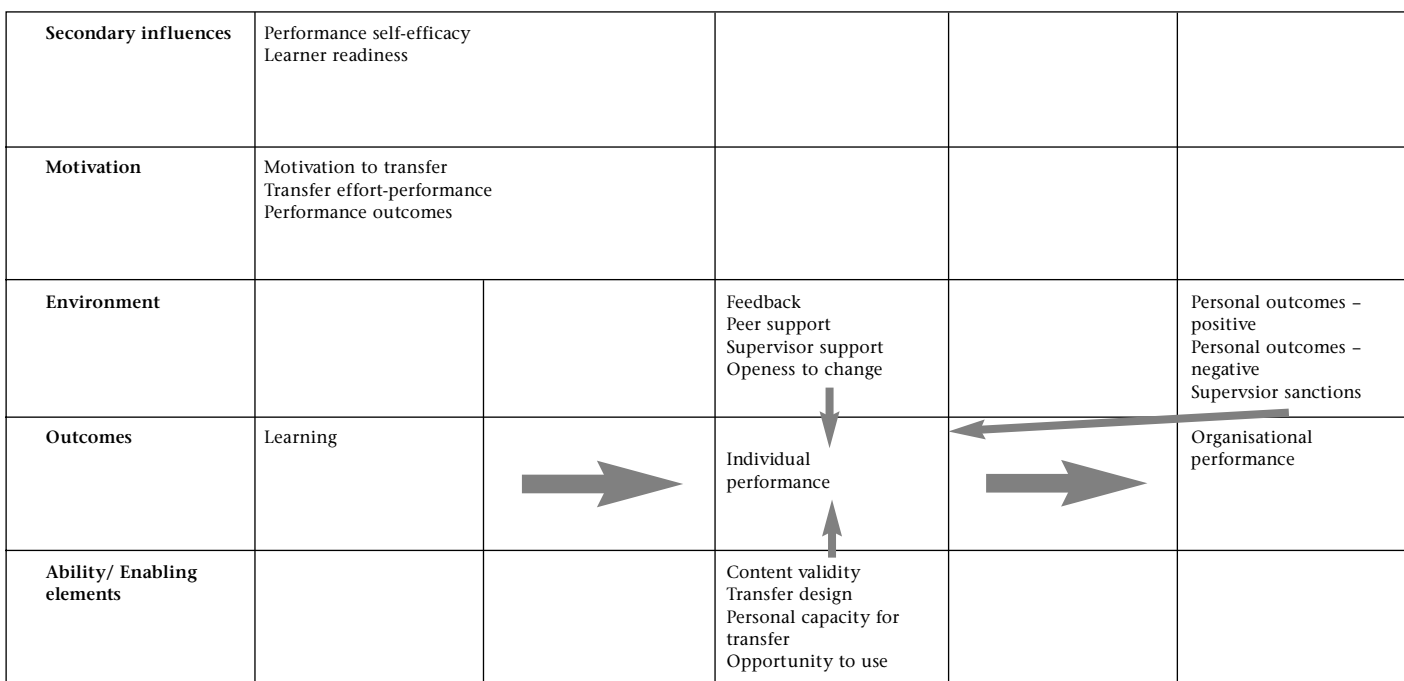 Secondary influences
Performance self-efficacy
Learner readiness
Motivation
Motivation to transfer
Transfer effort-performance
Performance outcomes
Environment
Feedback
Peer support
Supervisor support
Openess to change
Personal outcomes –
positive
Personal outcomes –
negative
Supervsior sanctions
Outcomes
Learning
Individual
performance
Organisational
performance
Ability/ Enabling
elements
Content validity
Transfer design
Personal capacity for
transfer
Opportunity to use